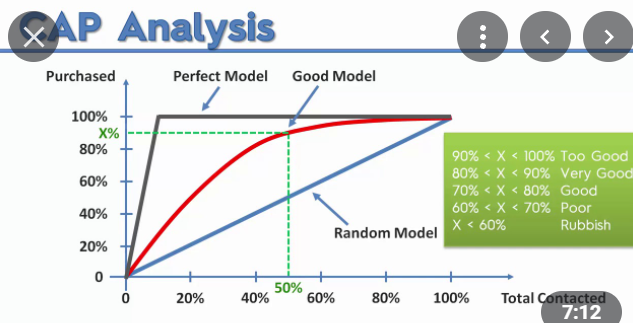 CAP Analysis
Purchased
Perfect Model
Good Model
100%
X%
80%
60%
40%
20%
0
90% < X < 100% Too Good
80% < X < 90% Very Good
70% < X < 80% Good
60% < X < 70% Poor
X < 60% Rubbish
Random Model
50%
0 20% 40% 60% 80% 100% Total Contacted
7:12